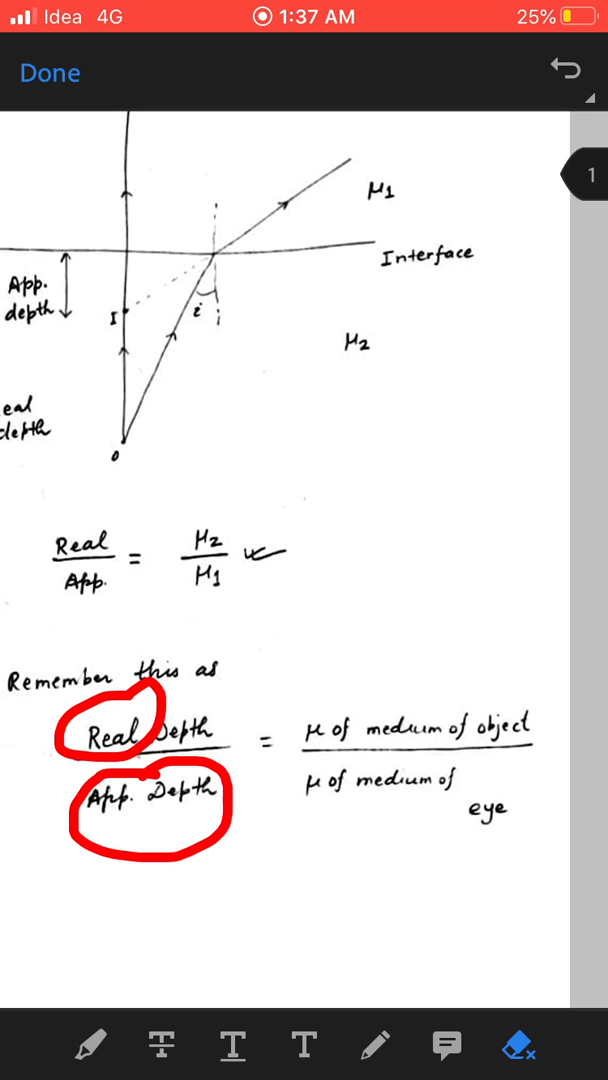 Idea 4G 1:37 AM 25%
Done
1
μ1
Interface
App.
depth
I
i
μ2
eal
depth
o
Real / App. = μ2 / μ1
Remember this as
Real Depth / App. Depth = μ of medium of object / μ of medium of eye
T T T